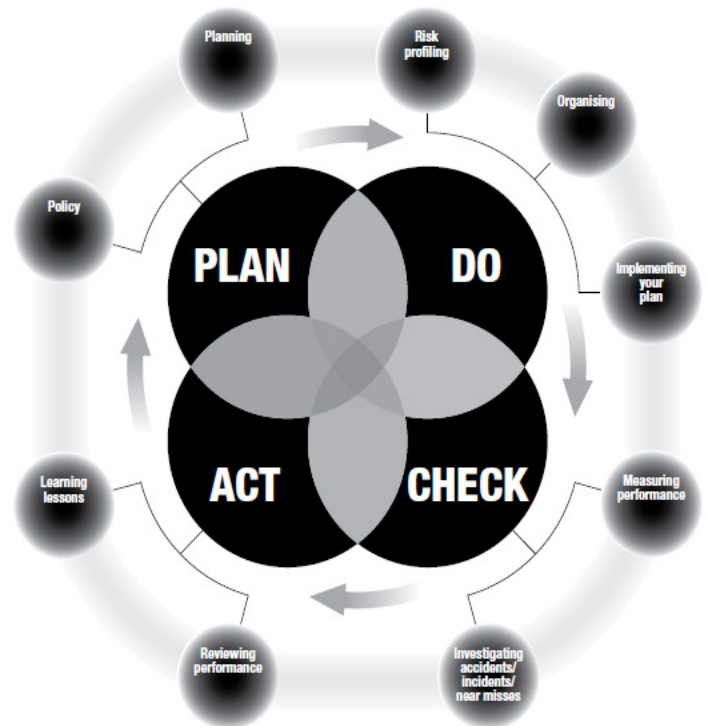 Planning
Risk
profiling
Organising
Policy
PLAN
DO
Implementing
your
plan
ACT
CHECK
Learning
lessons
Measuring
performance
Reviewing
performance
Investigating
accidents/
incidents/
near misses